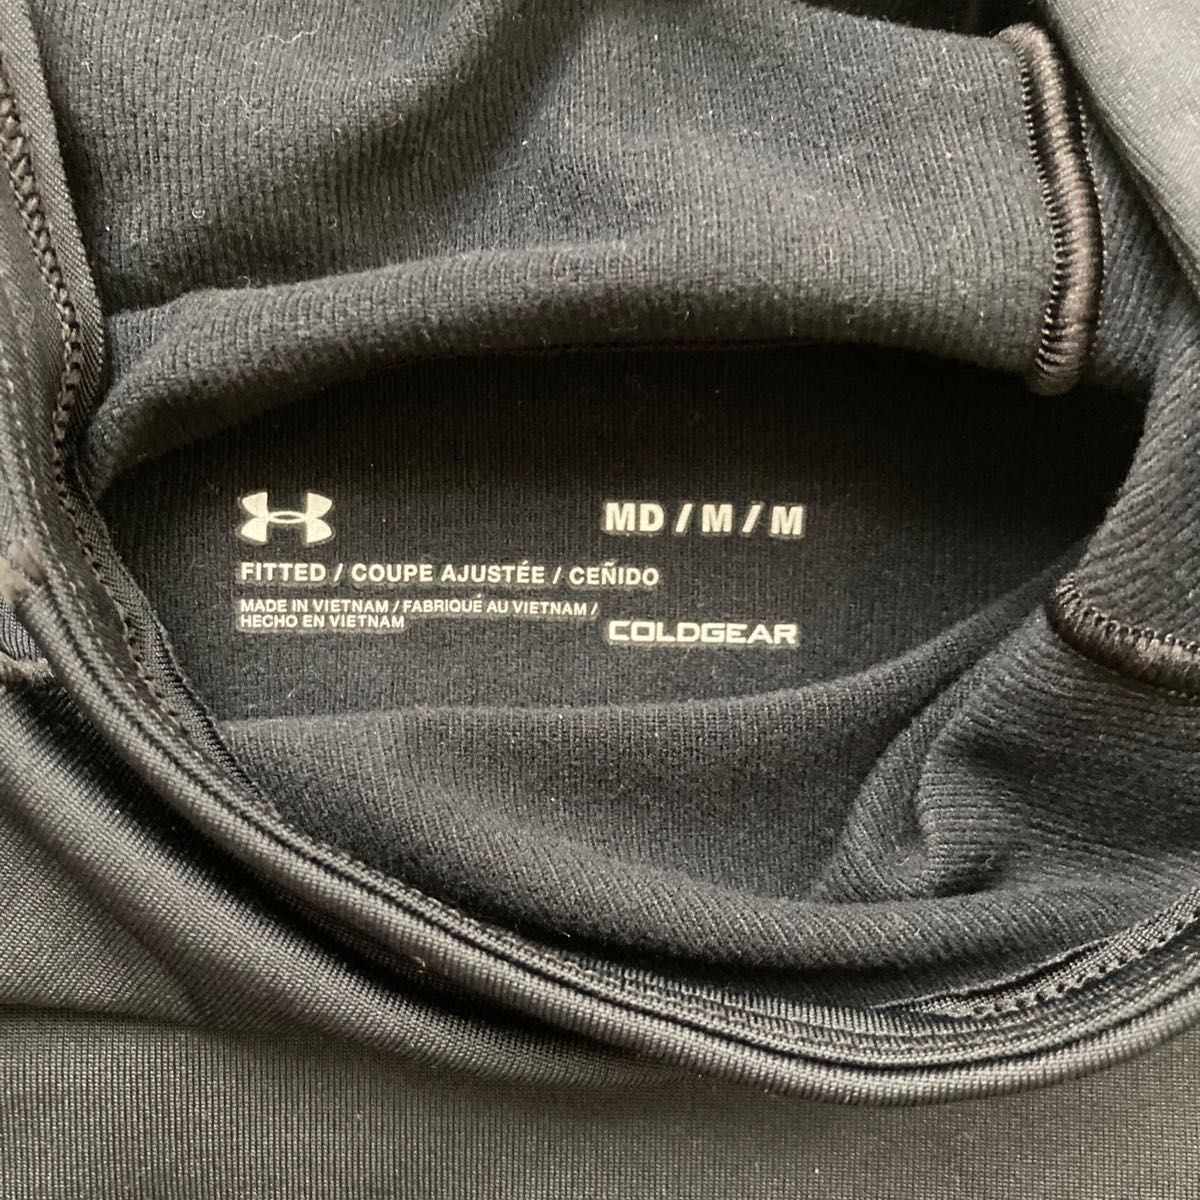 MD / M / M
FITTED / COUPE AJUSTÉE / CEÑIDO
MADE IN VIETNAM / FABRIQUÉ AU VIETNAM /
HECHO EN VIETNAM
COLDGEAR